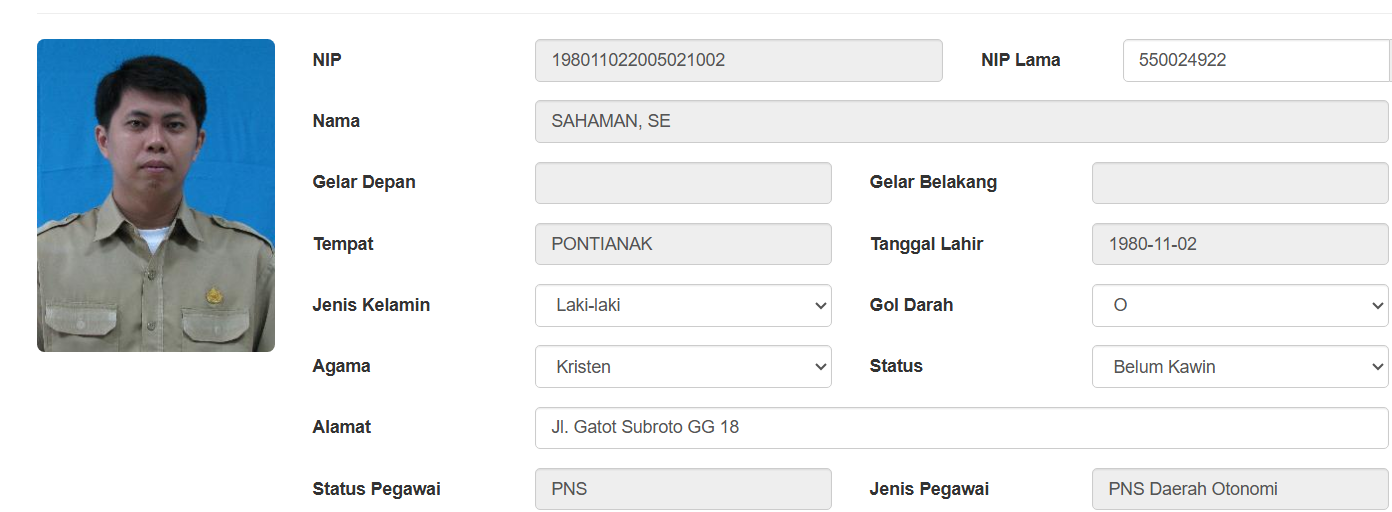 NIP 198011022005021002 NIP Lama 550024922
Nama SAHAMAN, SE
Gelar Depan Gelar Belakang
Tempat PONTIANAK Tanggal Lahir 1980-11-02
Jenis Kelamin Laki-laki Gol Darah O
Agama Kristen Status Belum Kawin
Alamat Jl. Gatot Subroto GG 18
Status Pegawai PNS Jenis Pegawai PNS Daerah Otonomi